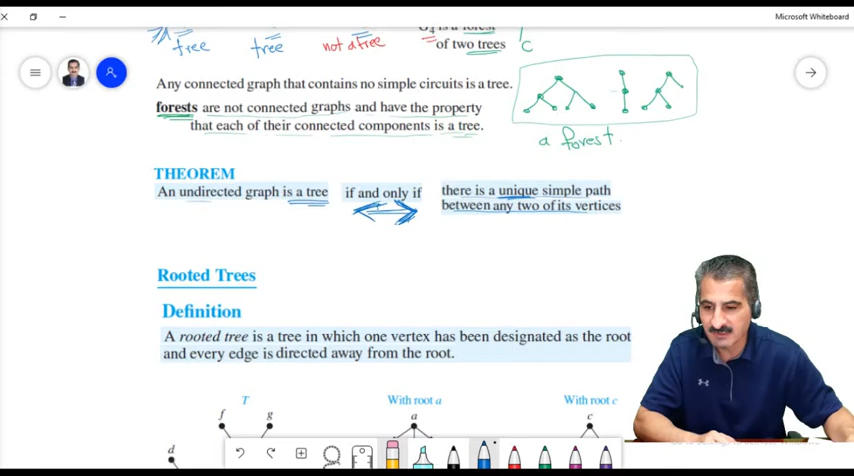 Microsoft Whiteboard
tree tree not a tree
of two trees
Any connected graph that contains no simple circuits is a tree.
forests are not connected graphs and have the property
that each of their connected components is a tree.
a forest.
THEOREM
An undirected graph is a tree if and only if there is a unique simple path
between any two of its vertices
Rooted Trees
Definition
A rooted tree is a tree in which one vertex has been designated as the root
and every edge is directed away from the root.
T With root a With root c
f g a c
d